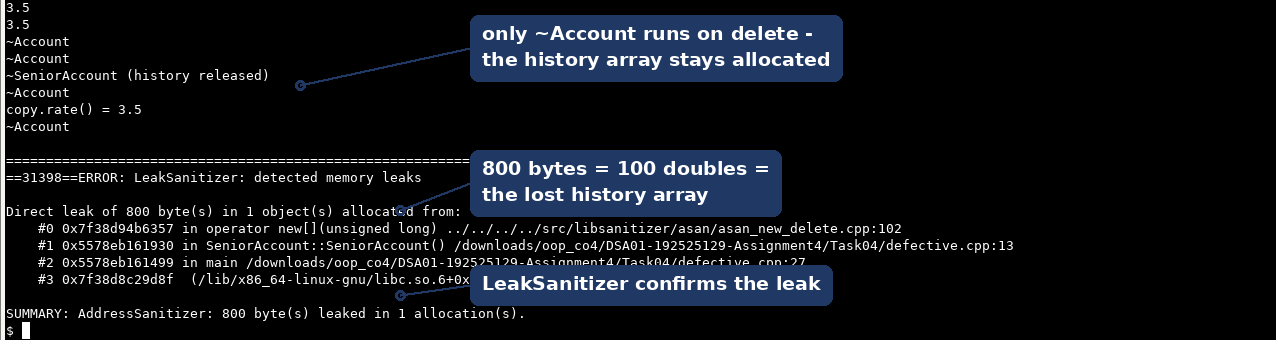 3.5
3.5
~Account
~Account
~SeniorAccount (history released)
~Account
copy.rate() = 3.5
~Account
only ~Account runs on delete -
the history array stays allocated
==========================================================
==31398==ERROR: LeakSanitizer: detected memory leaks
800 bytes = 100 doubles =
the lost history array
Direct leak of 800 byte(s) in 1 object(s) allocated from:
#0 0x7f38d94b6357 in operator new[](unsigned long) ../../../../src/libsanitizer/asan/asan_new_delete.cpp:102
#1 0x5578eb161930 in SeniorAccount::SeniorAccount() /downloads/oop_co4/DSA01-192525129-Assignment4/Task04/defective.cpp:13
#2 0x5578eb161499 in main /downloads/oop_co4/DSA01-192525129-Assignment4/Task04/defective.cpp:27
#3 0x7f38d8c29d8f  (/lib/x86_64-linux-gnu/libc.so.6+0x
LeakSanitizer confirms the leak
SUMMARY: AddressSanitizer: 800 byte(s) leaked in 1 allocation(s).
$